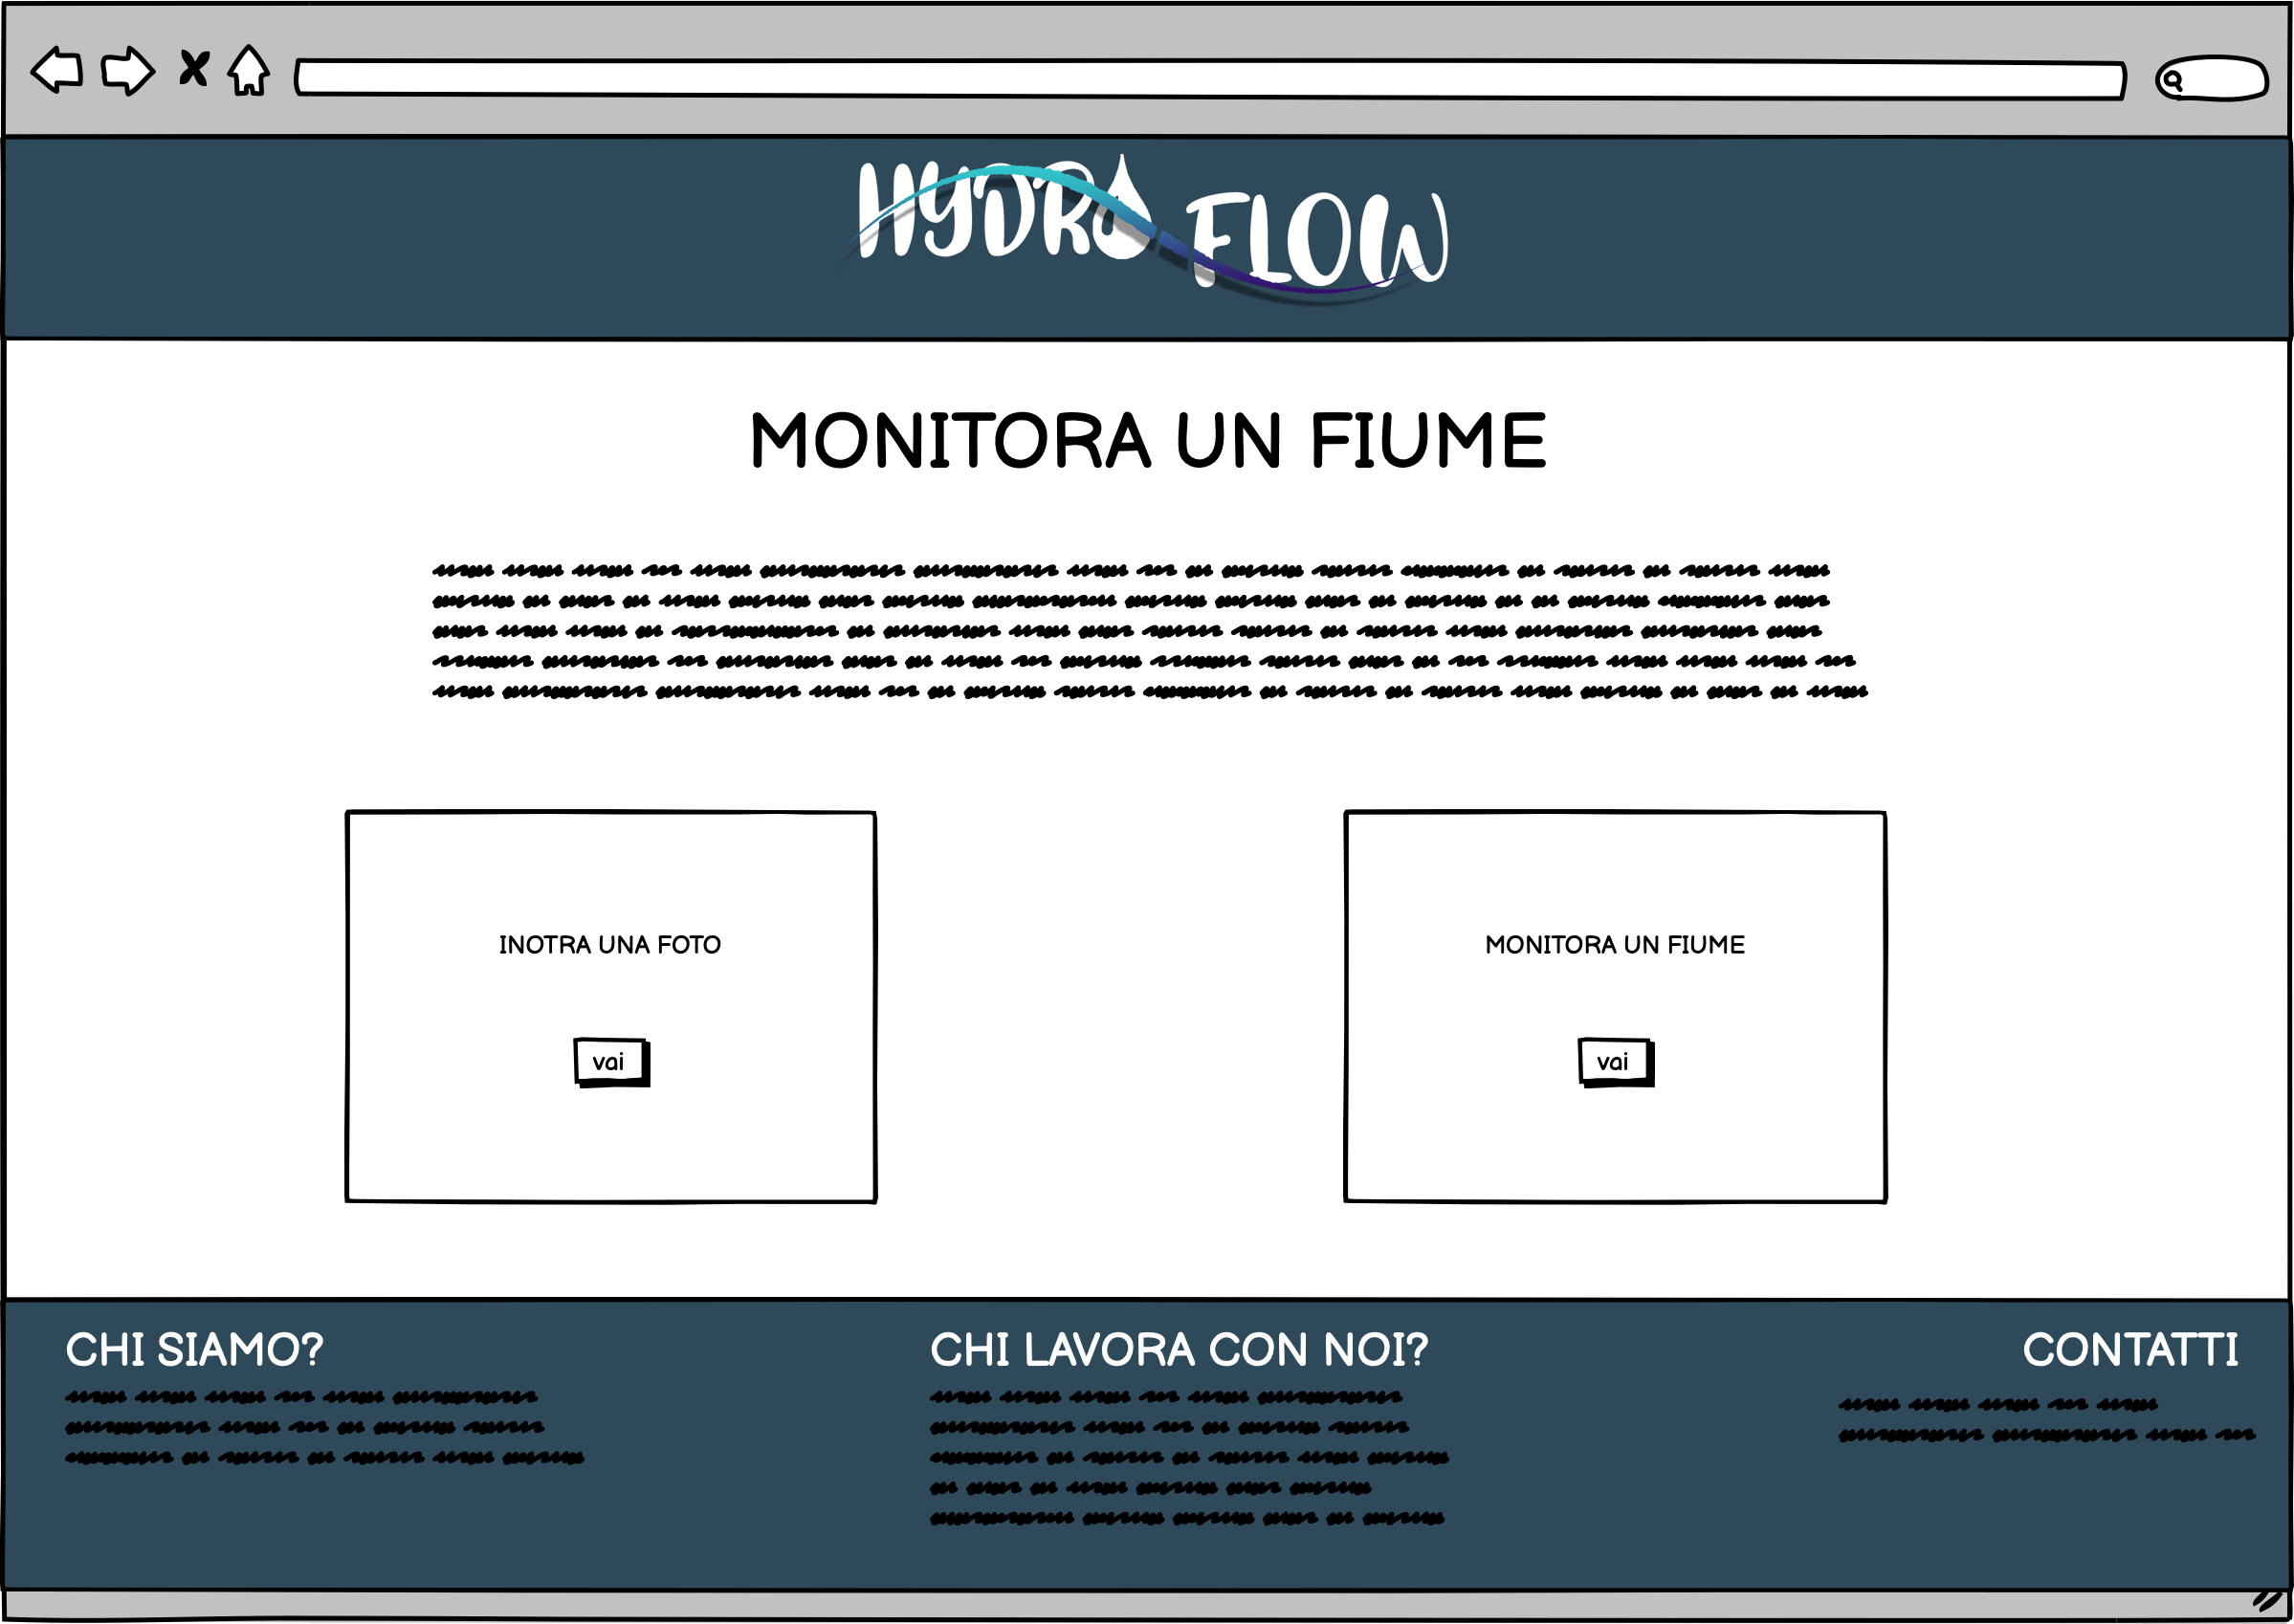 HYDRO FLOW
MONITORA UN FIUME
INOTRA UNA FOTO
vai
MONITORA UN FIUME
vai
CHI SIAMO?
CHI LAVORA CON NOI?
CONTATTI